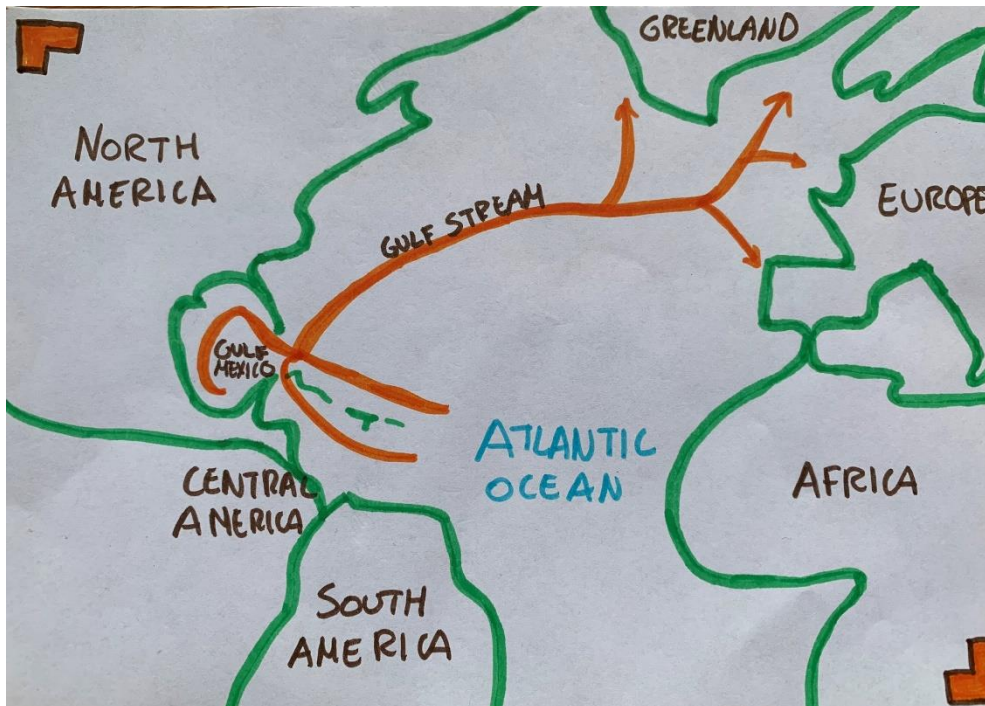 GREENLAND
NORTH
AMERICA
EUROPE
GULF STREAM
GULF
MEXICO
ATLANTIC
OCEAN
AFRICA
CENTRAL
AMERICA
SOUTH
AMERICA